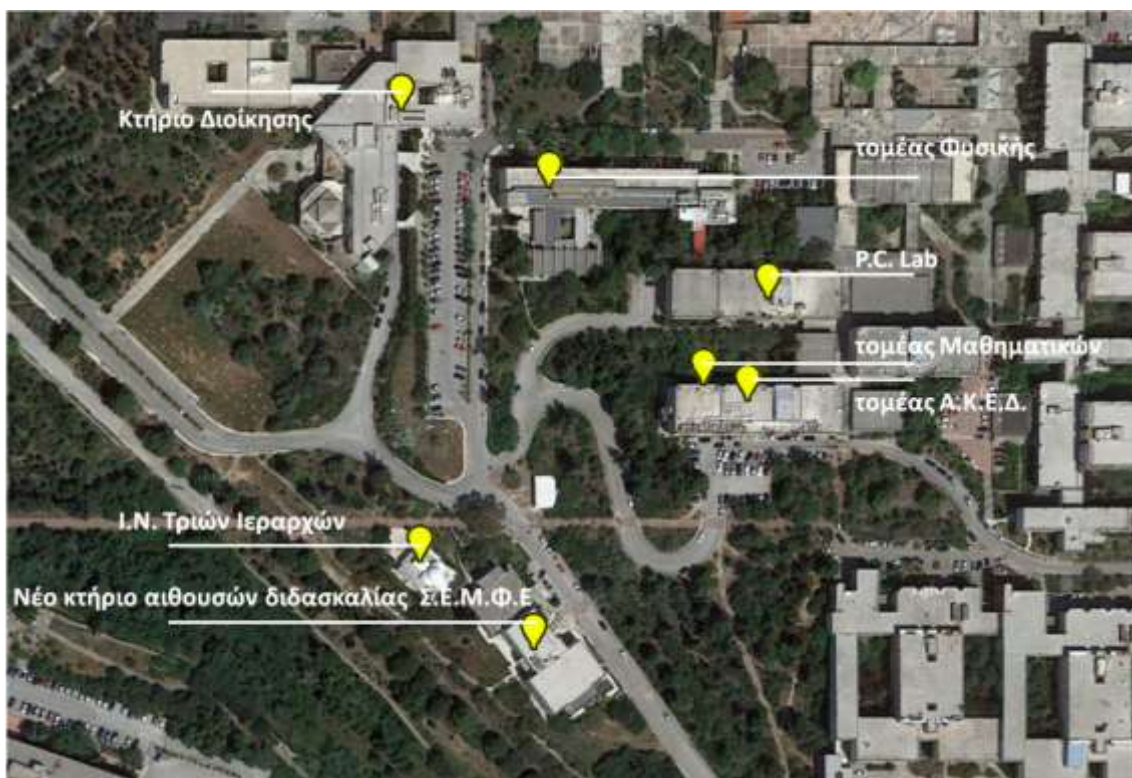 Κτήριο Διοίκησης
τομέας Φυσικής
P.C. Lab
τομέας Μαθηματικών
τομέας Α.Κ.Ε.Δ.
Ι.Ν. Τριών Ιεραρχών
Νέο κτήριο αιθουσών διδασκαλίας Σ.Ε.Μ.Φ.Ε